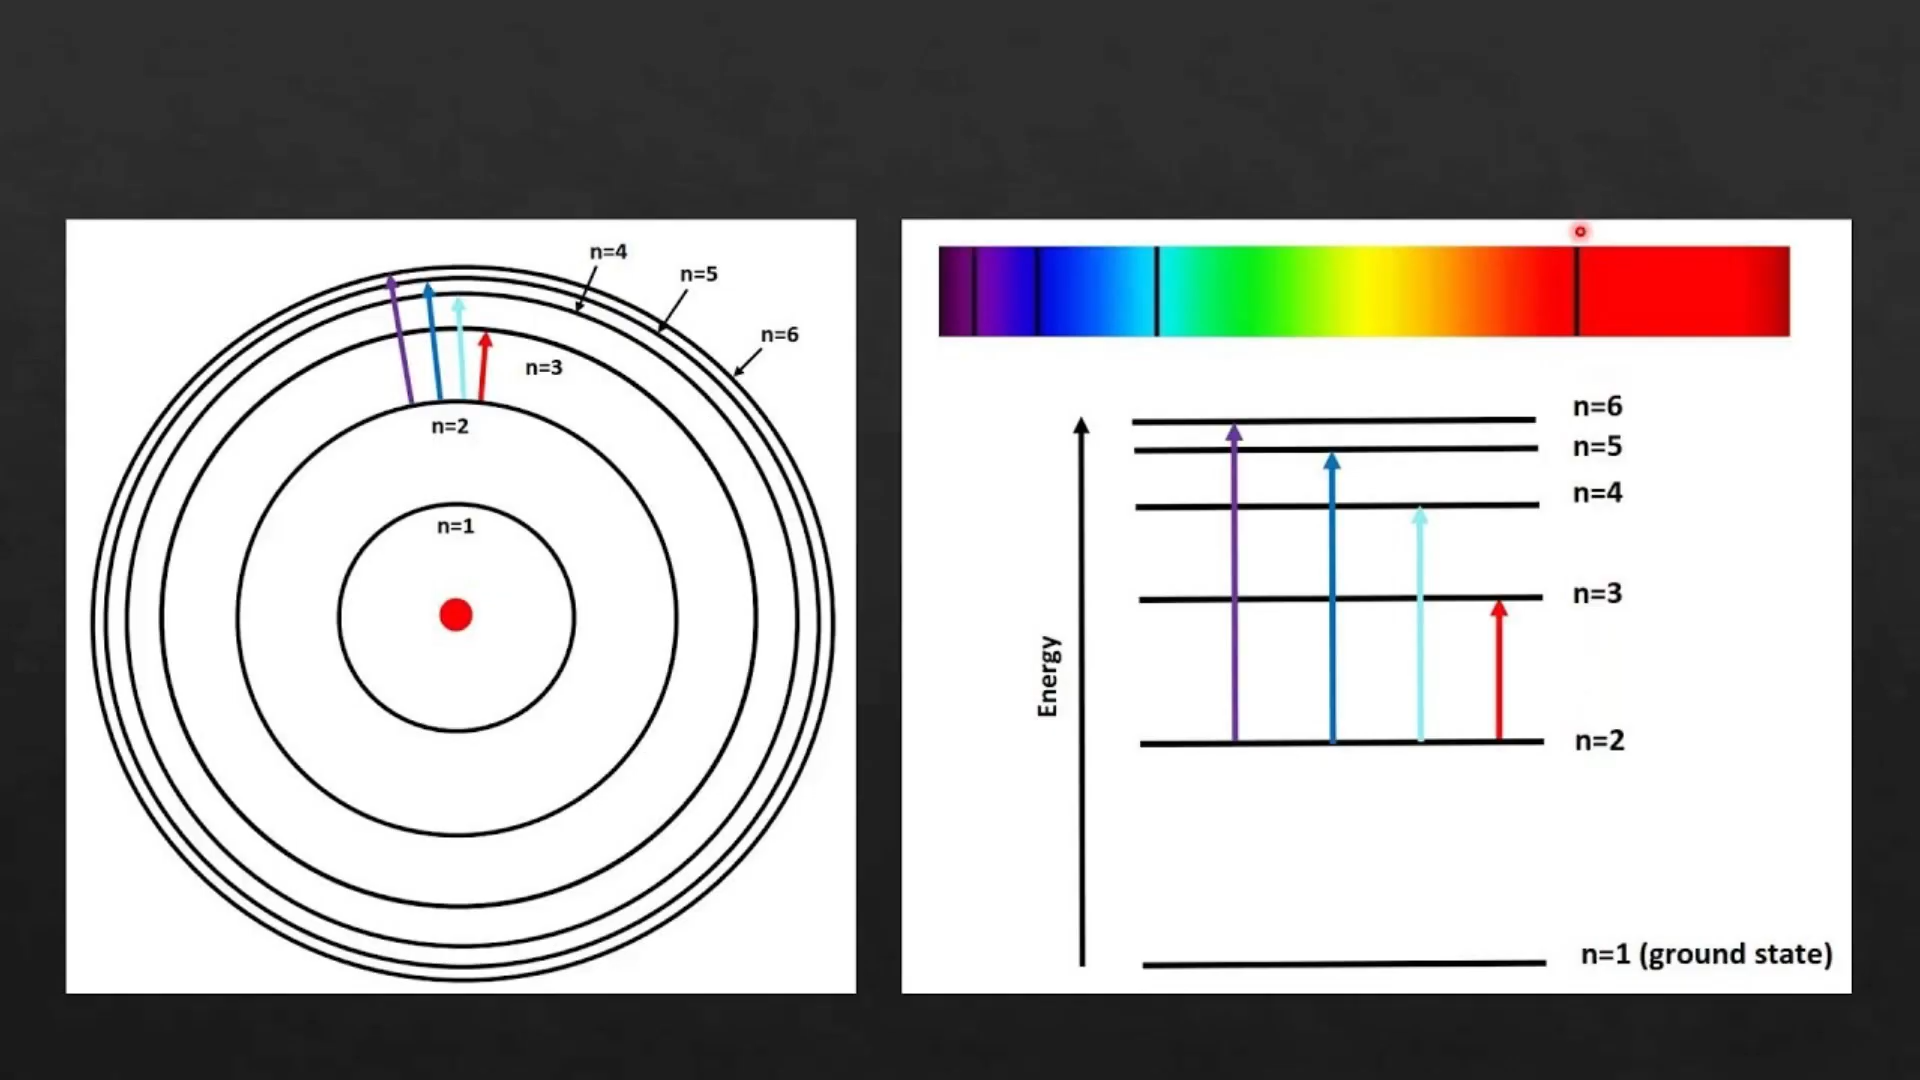 n=4
n=5
n=6
n=3
n=2
n=1
n=6
n=5
n=4
n=3
Energy
n=2
n=1 (ground state)